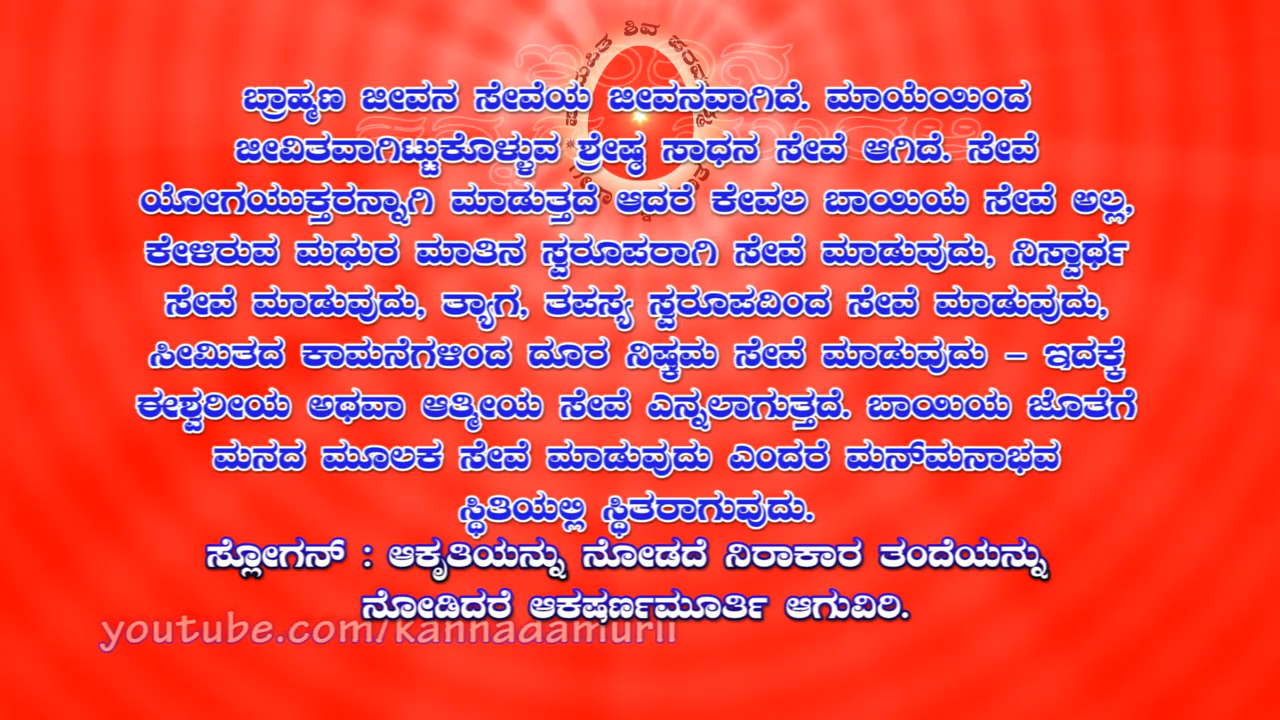 ಶಿವ
ಬ್ರಾಹ್ಮಣ ಜೀವನ ಸೇವೆಯ ಜೀವನವಾಗಿದೆ. ಮಾಯೆಯಿಂದ
ಜೀವಿತವಾಗಿಟ್ಟುಕೊಳ್ಳುವ ಶ್ರೇಷ್ಠ ಸಾಧನ ಸೇವೆ ಆಗಿದೆ. ಸೇವೆ
ಯೋಗಯುಕ್ತರನ್ನಾಗಿ ಮಾಡುತ್ತದೆ ಆದರೆ ಕೇವಲ ಬಾಯಿಯ ಸೇವೆ ಅಲ್ಲ,
ಕೇಳಿರುವ ಮಧುರ ಮಾತಿನ ಸ್ವರೂಪರಾಗಿ ಸೇವೆ ಮಾಡುವುದು, ನಿಸ್ವಾರ್ಥ
ಸೇವೆ ಮಾಡುವುದು, ತ್ಯಾಗ, ತಪಸ್ಯ ಸ್ವರೂಪದಿಂದ ಸೇವೆ ಮಾಡುವುದು,
ಸೀಮಿತದ ಕಾಮನೆಗಳಿಂದ ದೂರ ನಿಷ್ಕಮ ಸೇವೆ ಮಾಡುವುದು – ಇದಕ್ಕೆ
ಈಶ್ವರೀಯ ಅಥವಾ ಆತ್ಮೀಯ ಸೇವೆ ಎನ್ನಲಾಗುತ್ತದೆ. ಬಾಯಿಯ ಜೊತೆಗೆ
ಮನದ ಮೂಲಕ ಸೇವೆ ಮಾಡುವುದು ಎಂದರೆ ಮನ್‌ಮನಾಭವ
ಸ್ಥಿತಿಯಲ್ಲಿ ಸ್ಥಿತರಾಗುವುದು.
ಸ್ಲೋಗನ್ : ಆಕೃತಿಯನ್ನು ನೋಡದೆ ನಿರಾಕಾರ ತಂದೆಯನ್ನು
ನೋಡಿದರೆ ಆಕರ್ಷಣಮೂರ್ತಿ ಆಗುವಿರಿ.
youtube.com/kannadamurli